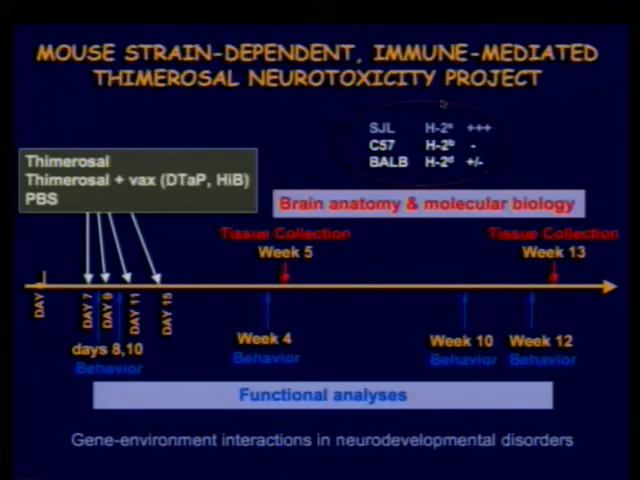 MOUSE STRAIN-DEPENDENT, IMMUNE-MEDIATED
THIMEROSAL NEUROTOXICITY PROJECT
SJL H-2ˢ +++
C57 H-2ᵇ -
BALB H-2ᵈ +/-
Thimerosal
Thimerosal + vax (DTaP, HiB)
PBS
Brain anatomy & molecular biology
Tissue Collection
Week 5
Tissue Collection
Week 13
DAY
DAY 7
DAY 9
DAY 11
DAY 15
days 8,10
Behavior
Week 4
Behavior
Week 10
Behavior
Week 12
Behavior
Functional analyses
Gene-environment interactions in neurodevelopmental disorders